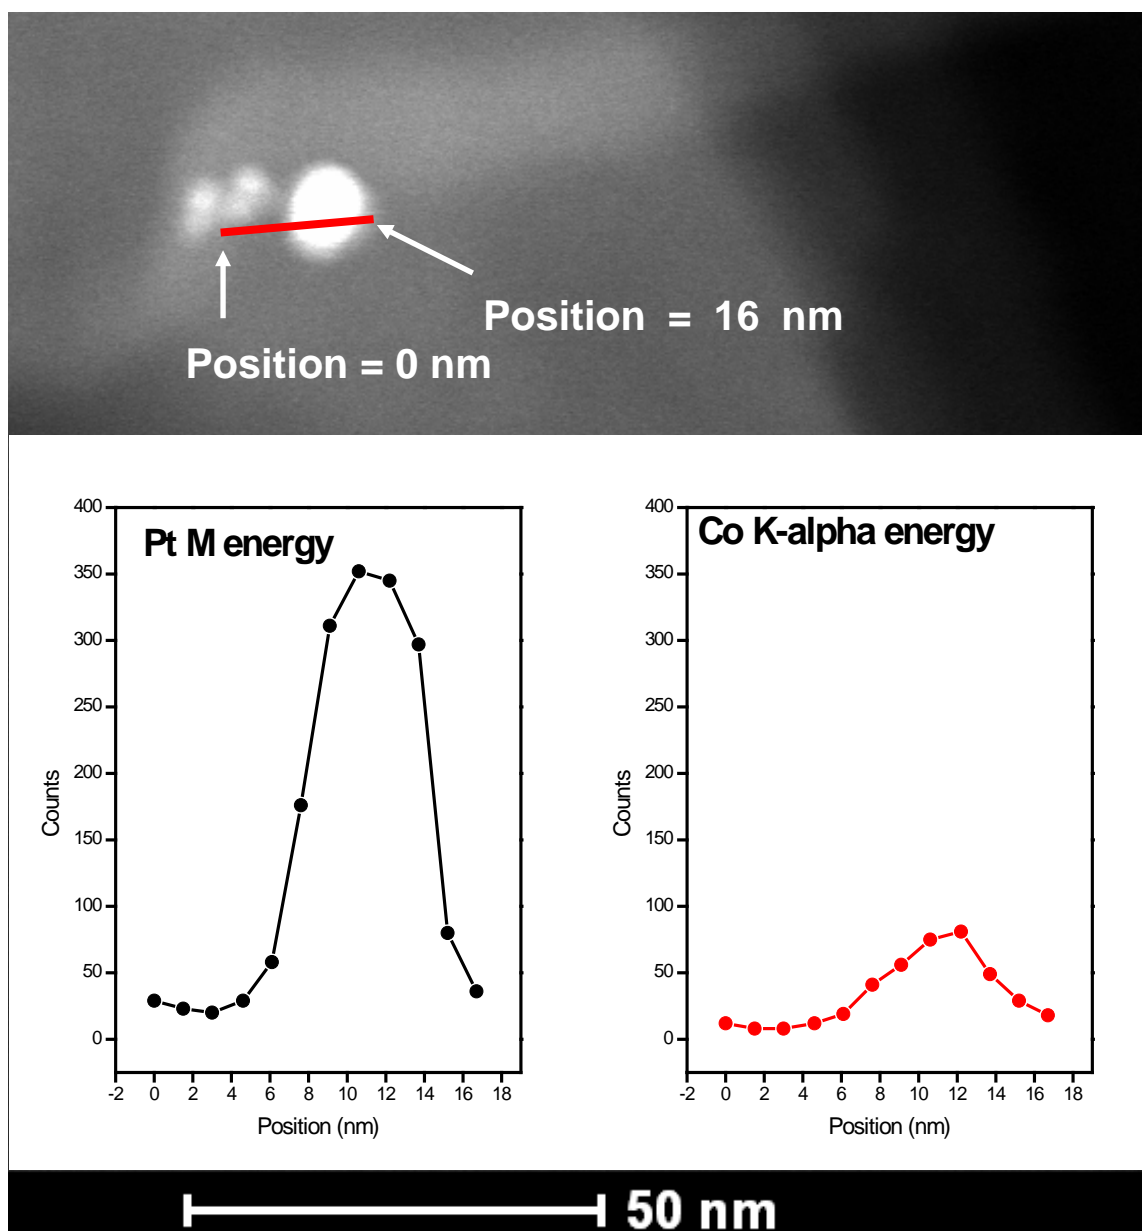 Position = 16 nm
Position = 0 nm
Pt M energy
400
350
300
250
200
150
100
50
0
Counts
-2 0 2 4 6 8 10 12 14 16 18
Position (nm)
Co K-alpha energy
400
350
300
250
200
150
100
50
0
Counts
-2 0 2 4 6 8 10 12 14 16 18
Position (nm)
50 nm